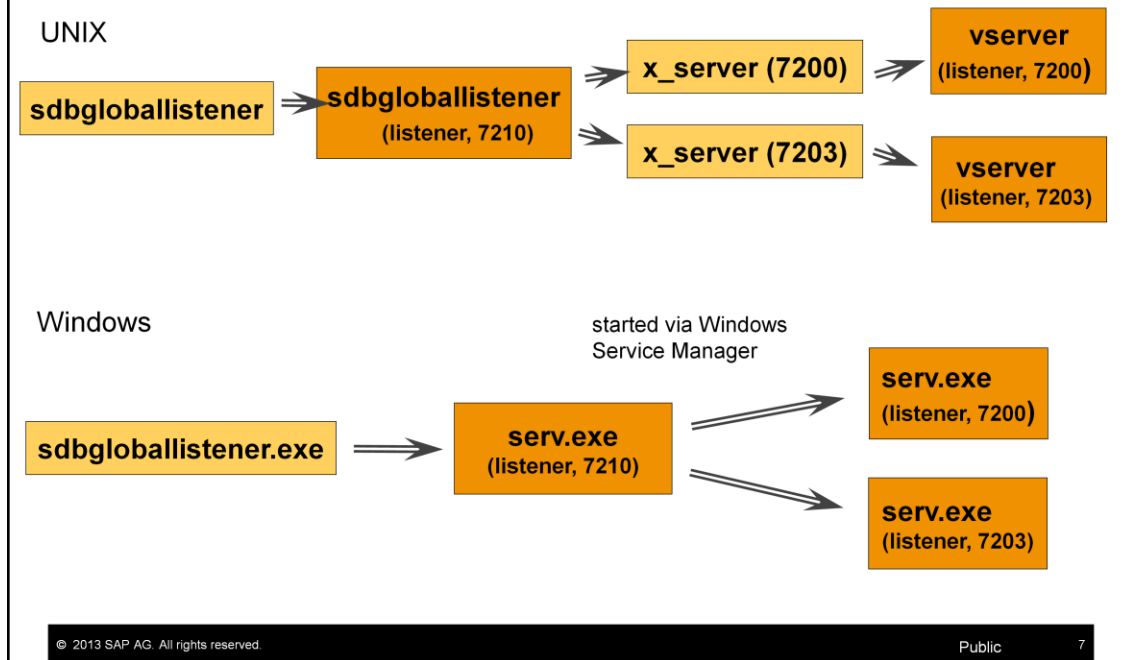 UNIX
sdbgloballistener
sdbgloballistener
(listener, 7210)
x_server (7200)
x_server (7203)
vserver
(listener, 7200)
vserver
(listener, 7203)
Windows
started via Windows
Service Manager
sdbgloballistener.exe
serv.exe
(listener, 7210)
serv.exe
(listener, 7200)
serv.exe
(listener, 7203)
© 2013 SAP AG. All rights reserved.
Public
7